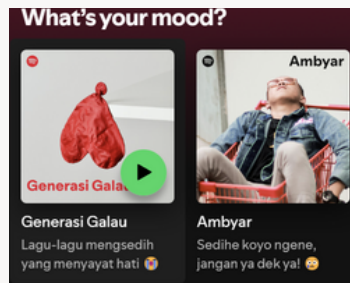 What's your mood?
Generasi Gala
Ambyar
Generasi Galau
Lagu-lagu mengsedih
yang menyayat hati 😭
Ambyar
Sedihe koyo ngene,
jangan ya dek ya! 😳